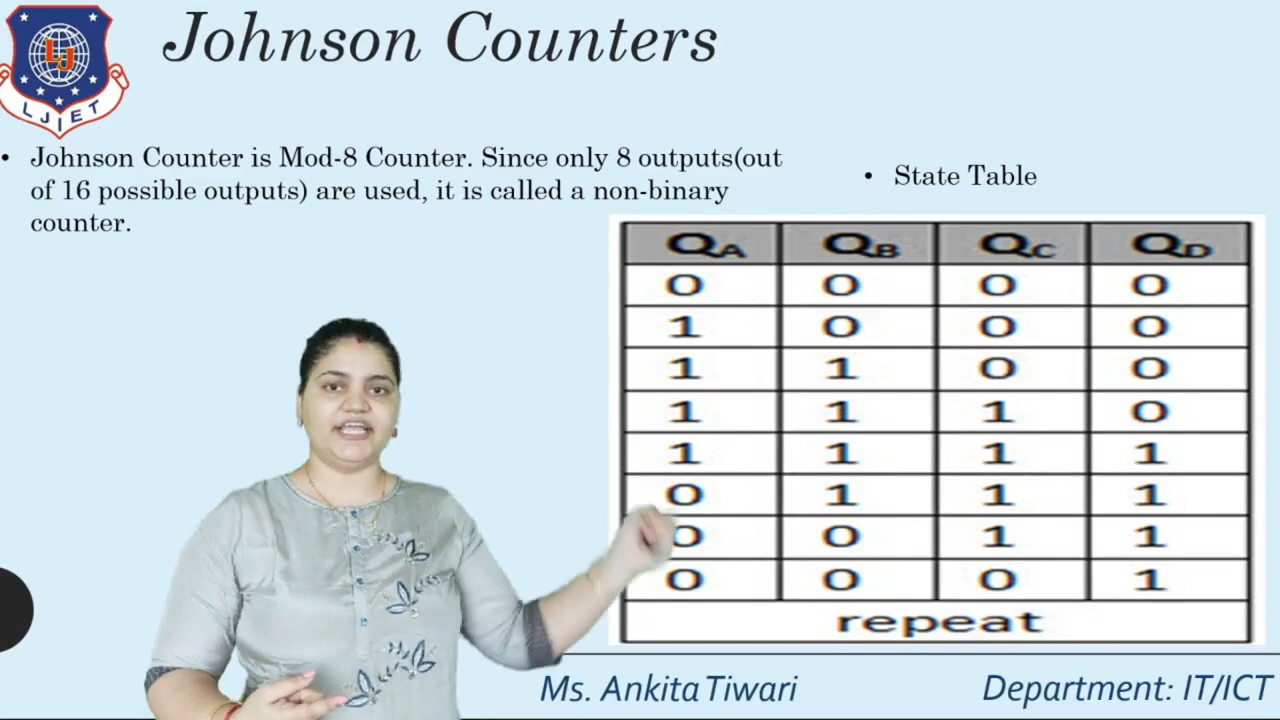 Johnson Counters
LJ
LJIET
• Johnson Counter is Mod-8 Counter. Since only 8 outputs(out
of 16 possible outputs) are used, it is called a non-binary
counter.
• State Table
QA QB QC QD
0 0 0 0
1 0 0 0
1 1 0 0
1 1 1 0
1 1 1 1
0 1 1 1
0 0 1 1
0 0 0 1
repeat
Ms. Ankita Tiwari
Department: IT/ICT